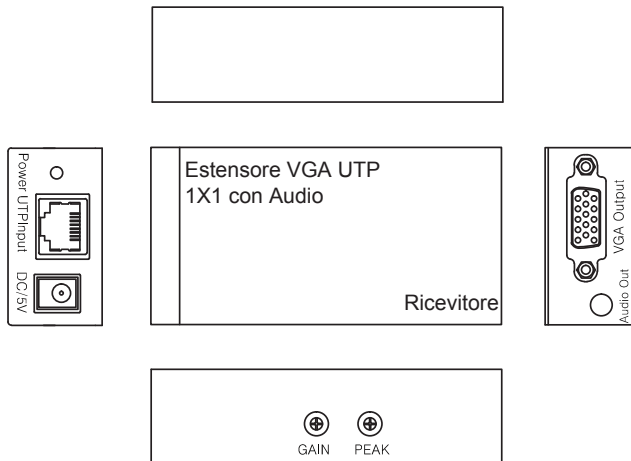 Power UTPInput
DC/5V
Estensore VGA UTP
1X1 con Audio
Ricevitore
VGA Output
Audio Out
GAIN PEAK